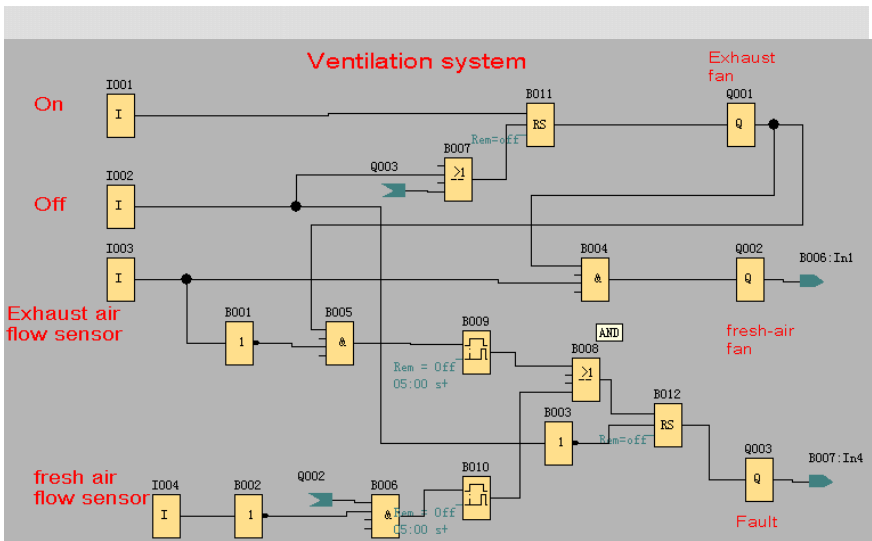 Ventilation system
Exhaust
fan
On
I001
I
B011
RS
Rem=off
Q001
Q
B007
≥1
Q003
Off
I002
I
I003
I
B004
&
Q002
Q
B006:In1
Exhaust air
flow sensor
B001
1
B005
&
B009
Rem = Off
05:00 s+
AND
B008
≥1
fresh-air
fan
B003
1
B012
RS
Rem=off
fresh air
flow sensor
I004
I
B002
1
Q002
B006
&
B010
Rem = Off
05:00 s+
Q003
Q
B007:In4
Fault